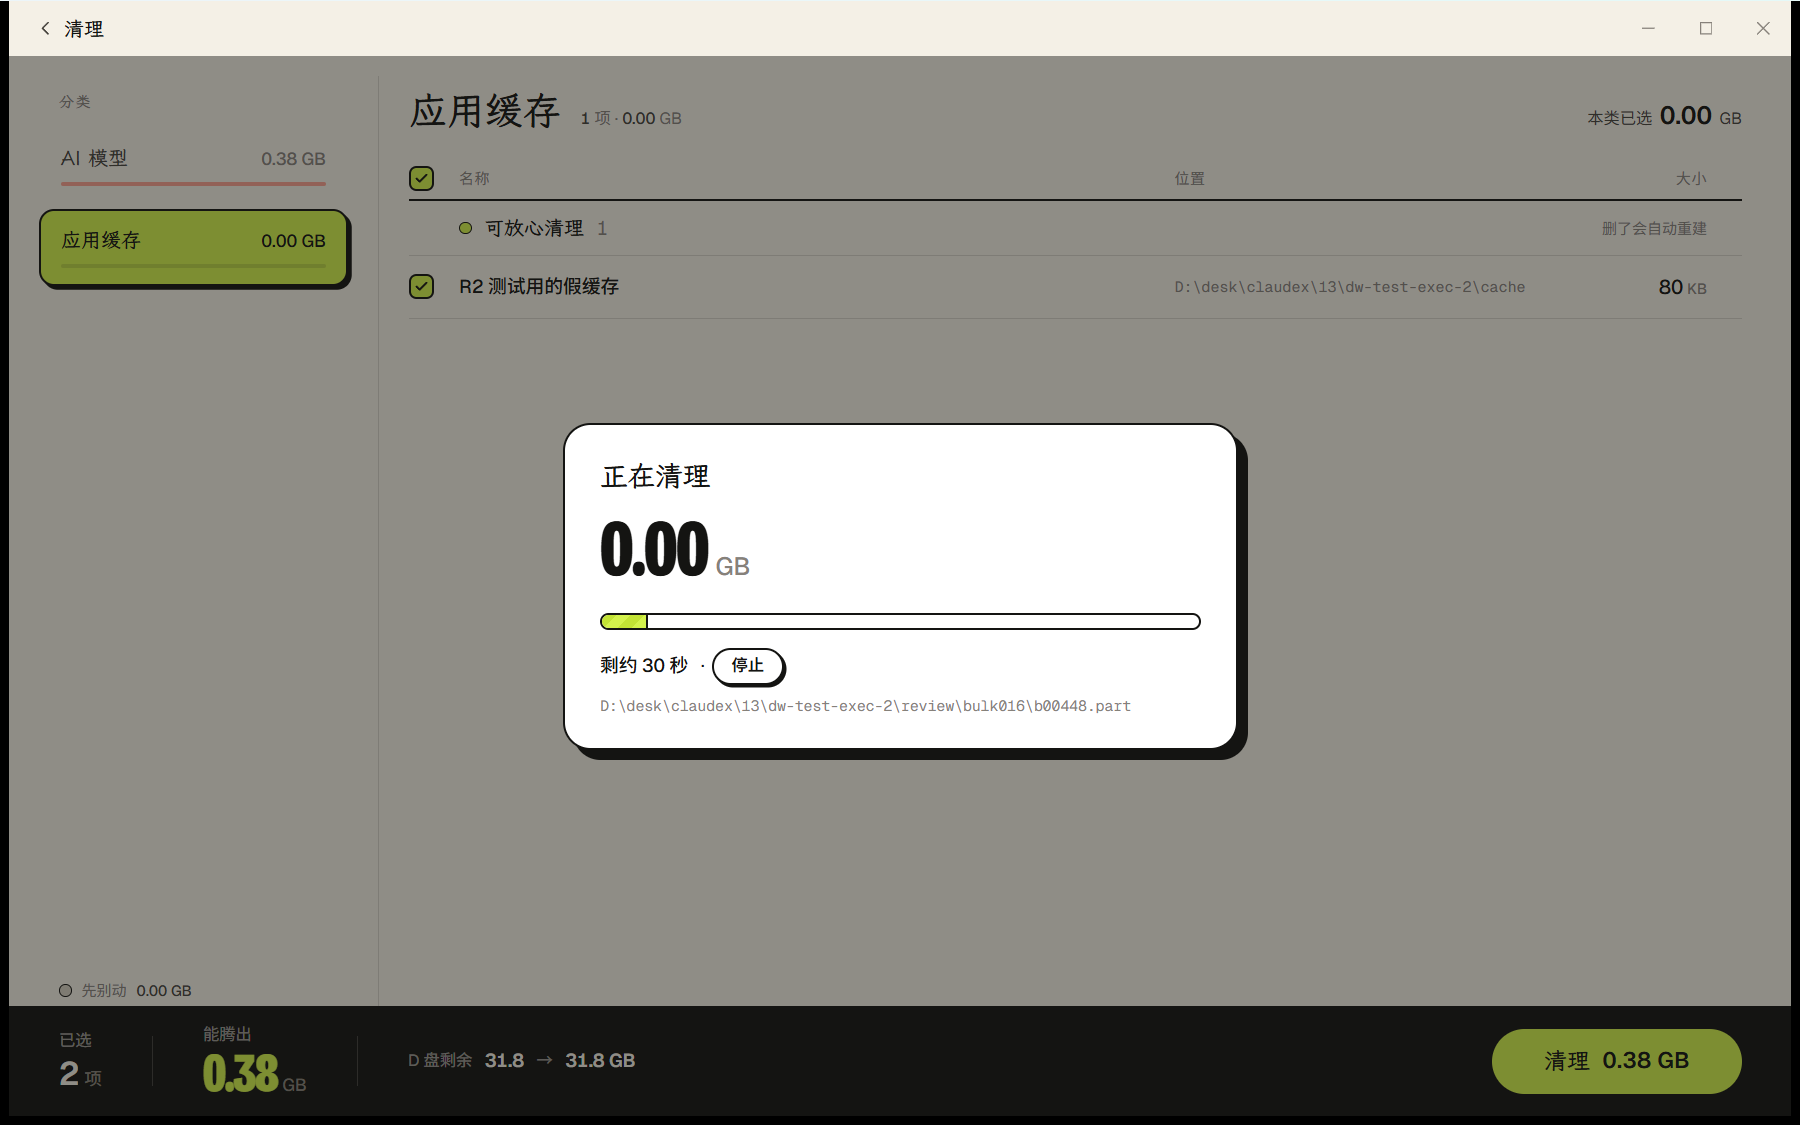 清理
分类
AI 模型 0.38 GB
应用缓存 0.00 GB
先别动 0.00 GB
应用缓存 1 项 · 0.00 GB
本类已选 0.00 GB
名称 位置 大小
可放心清理 1 删了会自动重建
R2 测试用的假缓存 D:\desk\claudex\13\dw-test-exec-2\cache 80 KB
正在清理
0.00 GB
剩约 30 秒 · 停止
D:\desk\claudex\13\dw-test-exec-2\review\bulk016\b00448.part
已选
2 项
能腾出
0.38 GB
D 盘剩余 31.8 → 31.8 GB
清理 0.38 GB